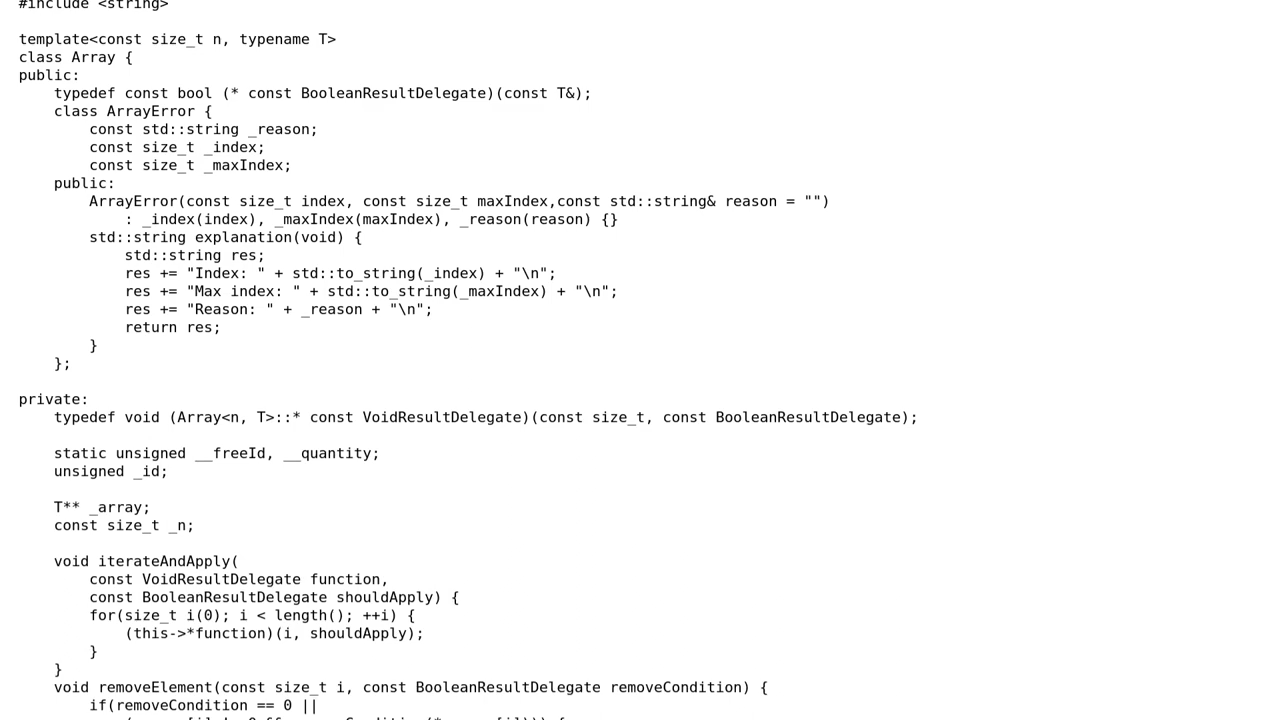 #include <string>
template<const size_t n, typename T>
class Array {
public:
    typedef const bool (* const BooleanResultDelegate)(const T&);
    class ArrayError {
        const std::string _reason;
        const size_t _index;
        const size_t _maxIndex;
    public:
        ArrayError(const size_t index, const size_t maxIndex,const std::string& reason = "")
            : _index(index), _maxIndex(maxIndex), _reason(reason) {}
        std::string explanation(void) {
            std::string res;
            res += "Index: " + std::to_string(_index) + "\n";
            res += "Max index: " + std::to_string(_maxIndex) + "\n";
            res += "Reason: " + _reason + "\n";
            return res;
        }
    };
private:
    typedef void (Array<n, T>::* const VoidResultDelegate)(const size_t, const BooleanResultDelegate);
    static unsigned __freeId, __quantity;
    unsigned _id;
    T** _array;
    const size_t _n;
    void iterateAndApply(
        const VoidResultDelegate function,
        const BooleanResultDelegate shouldApply) {
        for(size_t i(0); i < length(); ++i) {
            (this->*function)(i, shouldApply);
        }
    }
    void removeElement(const size_t i, const BooleanResultDelegate removeCondition) {
        if(removeCondition == 0 ||